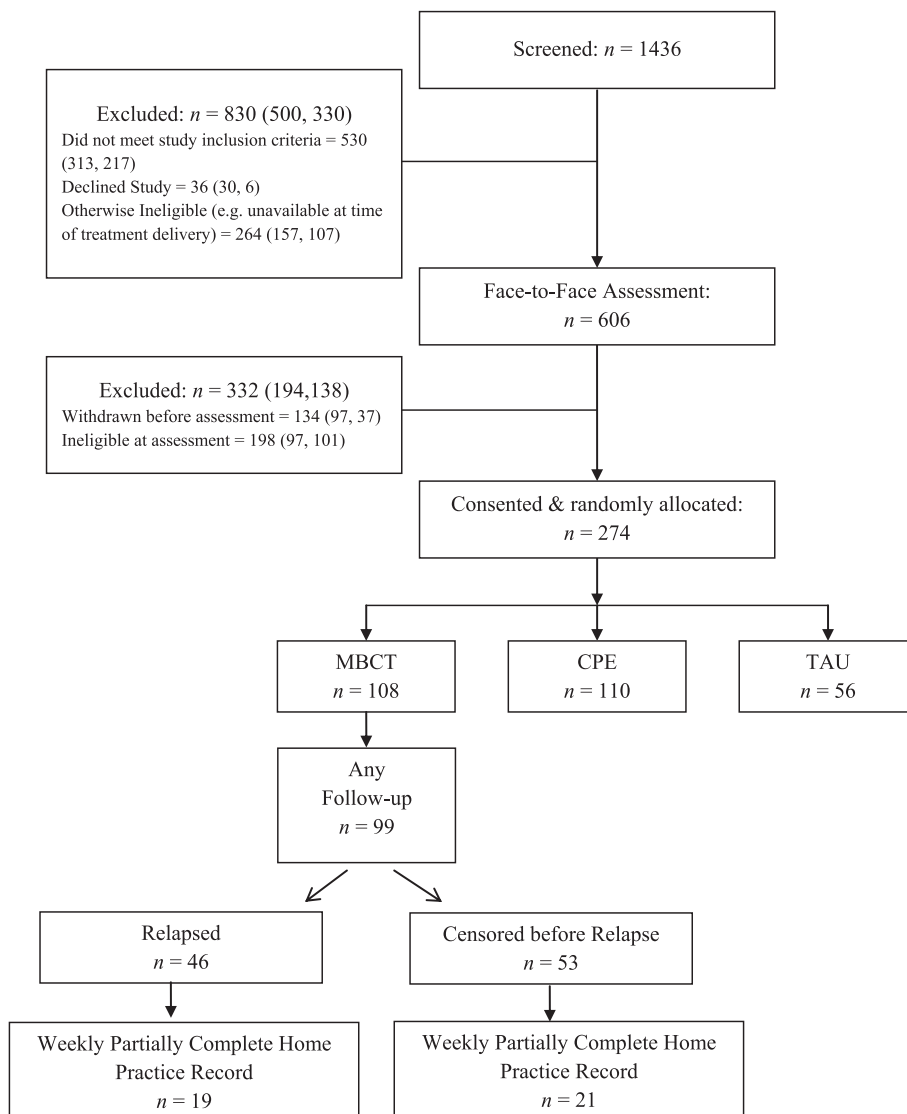 Screened: n = 1436
Excluded: n = 830 (500, 330)
Did not meet study inclusion criteria = 530
(313, 217)
Declined Study = 36 (30, 6)
Otherwise Ineligible (e.g. unavailable at time
of treatment delivery) = 264 (157, 107)
Face-to-Face Assessment:
n = 606
Excluded: n = 332 (194,138)
Withdrawn before assessment = 134 (97, 37)
Ineligible at assessment = 198 (97, 101)
Consented & randomly allocated:
n = 274
MBCT
n = 108
CPE
n = 110
TAU
n = 56
Any
Follow-up
n = 99
Relapsed
n = 46
Censored before Relapse
n = 53
Weekly Partially Complete Home
Practice Record
n = 19
Weekly Partially Complete Home
Practice Record
n = 21